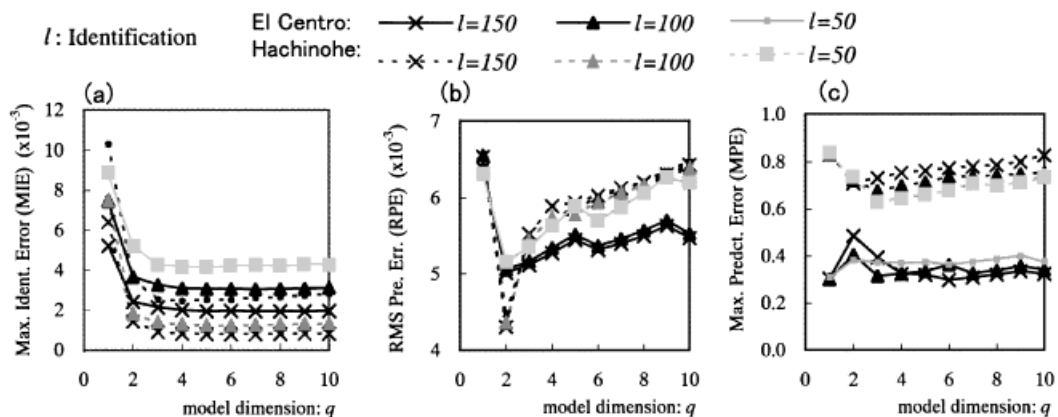 l : Identification
El Centro: l=150 l=100 l=50
Hachinohe: l=150 l=100 l=50
(a)
Max. Ident. Error (MIE) (x10⁻³)
12
10
8
6
4
2
0
0 2 4 6 8 10
model dimension: q
(b)
RMS Pre. Err. (RPE) (x10⁻³)
7
6
5
4
0 2 4 6 8 10
model dimension: q
(c)
Max. Predct. Error (MPE)
1.0
0.8
0.6
0.4
0.2
0.0
0 2 4 6 8 10
model dimension: q